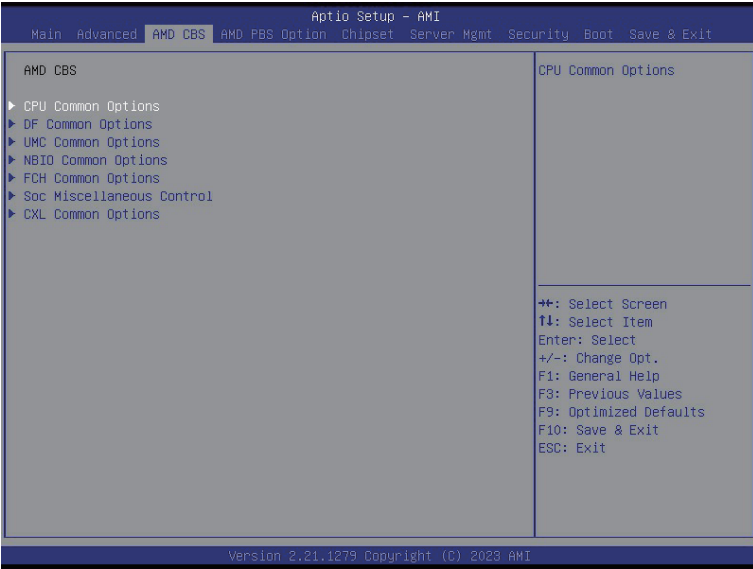 Aptio Setup – AMI
Main Advanced AMD CBS AMD PBS Option Chipset Server Mgmt Security Boot Save & Exit
AMD CBS
CPU Common Options
DF Common Options
UMC Common Options
NBIO Common Options
FCH Common Options
Soc Miscellaneous Control
CXL Common Options
CPU Common Options
→←: Select Screen
↑↓: Select Item
Enter: Select
+/-: Change Opt.
F1: General Help
F3: Previous Values
F9: Optimized Defaults
F10: Save & Exit
ESC: Exit
Version 2.21.1279 Copyright (C) 2023 AMI